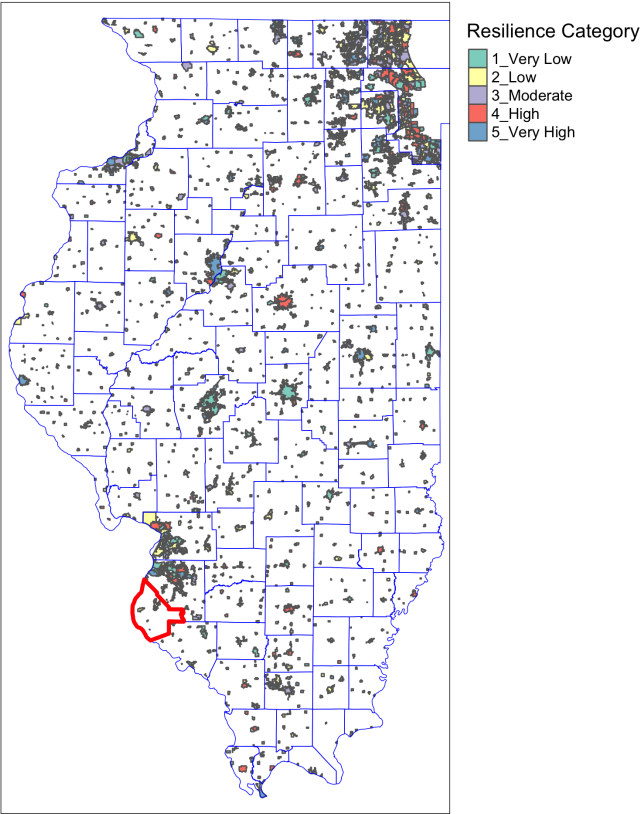 Resilience Category
1_Very Low
2_Low
3_Moderate
4_High
5_Very High